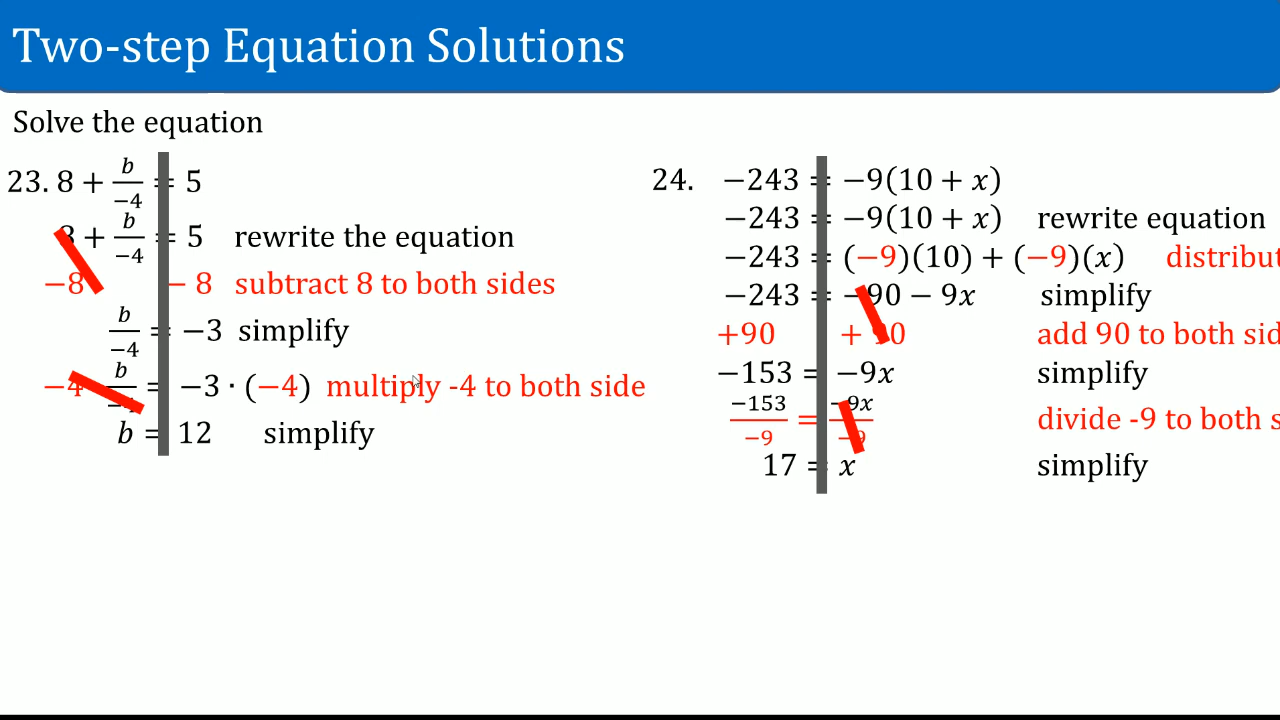 Two-step Equation Solutions
Solve the equation
23. 8 + b/−4 = 5
8 + b/−4 = 5 rewrite the equation
−8 − 8 subtract 8 to both sides
b/−4 = −3 simplify
−4 b/−4 = −3 · (−4) multiply -4 to both side
b = 12 simplify
24. −243 = −9(10 + x)
−243 = −9(10 + x) rewrite equation
−243 = (−9)(10) + (−9)(x) distribut
−243 = −90 − 9x simplify
+90 + 90 add 90 to both sid
−153 = −9x simplify
−153/−9 = −9x/−9 divide -9 to both s
17 = x simplify